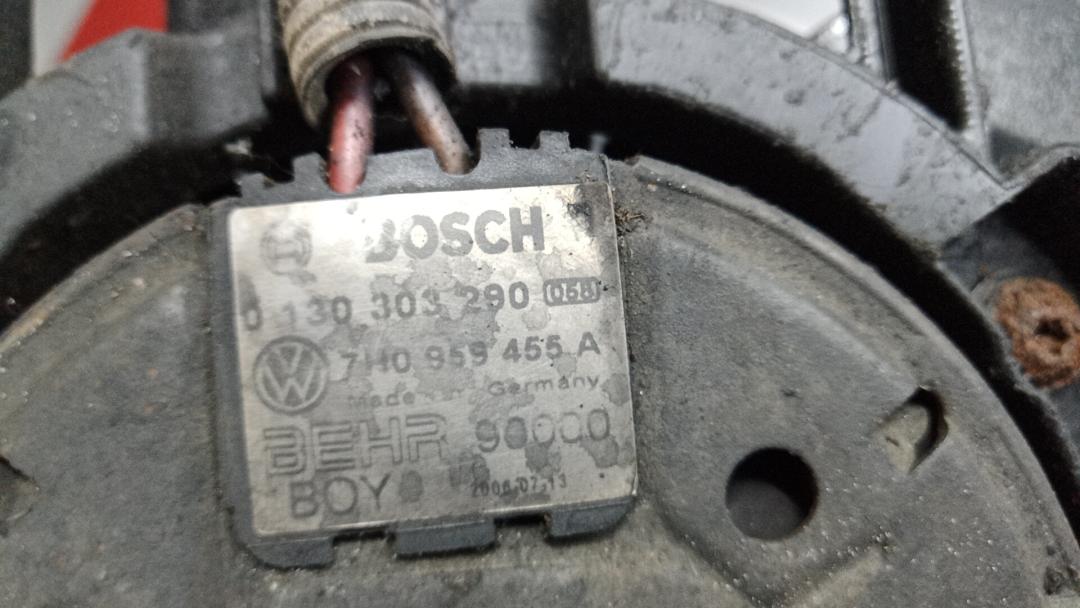 BOSCH
0 130 303 290 058
7H0 959 455 A
Made in Germany
BEHR 90000
BOY
2006.07.13